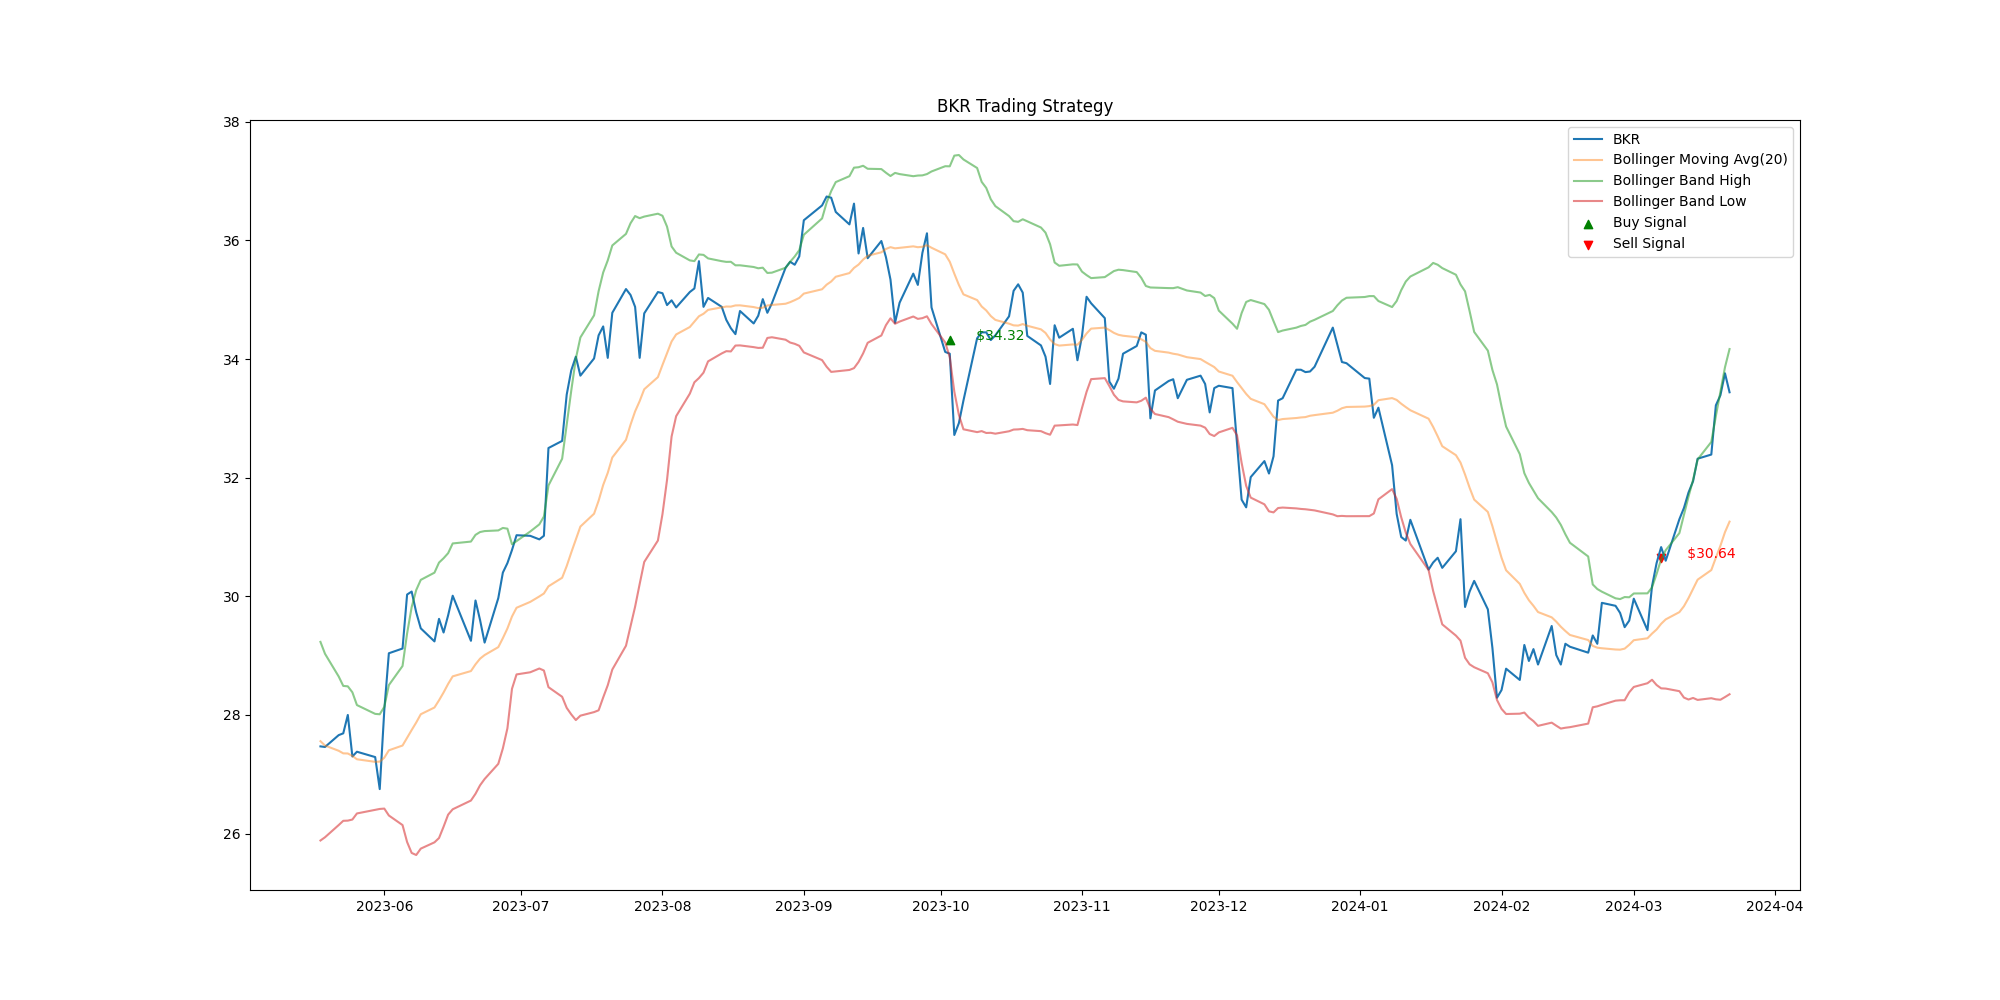 BKR Trading Strategy
38
36
34
32
30
28
26
BKR
Bollinger Moving Avg(20)
Bollinger Band High
Bollinger Band Low
Buy Signal
Sell Signal
$34.32
$30.64
2023-06 2023-07 2023-08 2023-09 2023-10 2023-11 2023-12 2024-01 2024-02 2024-03 2024-04